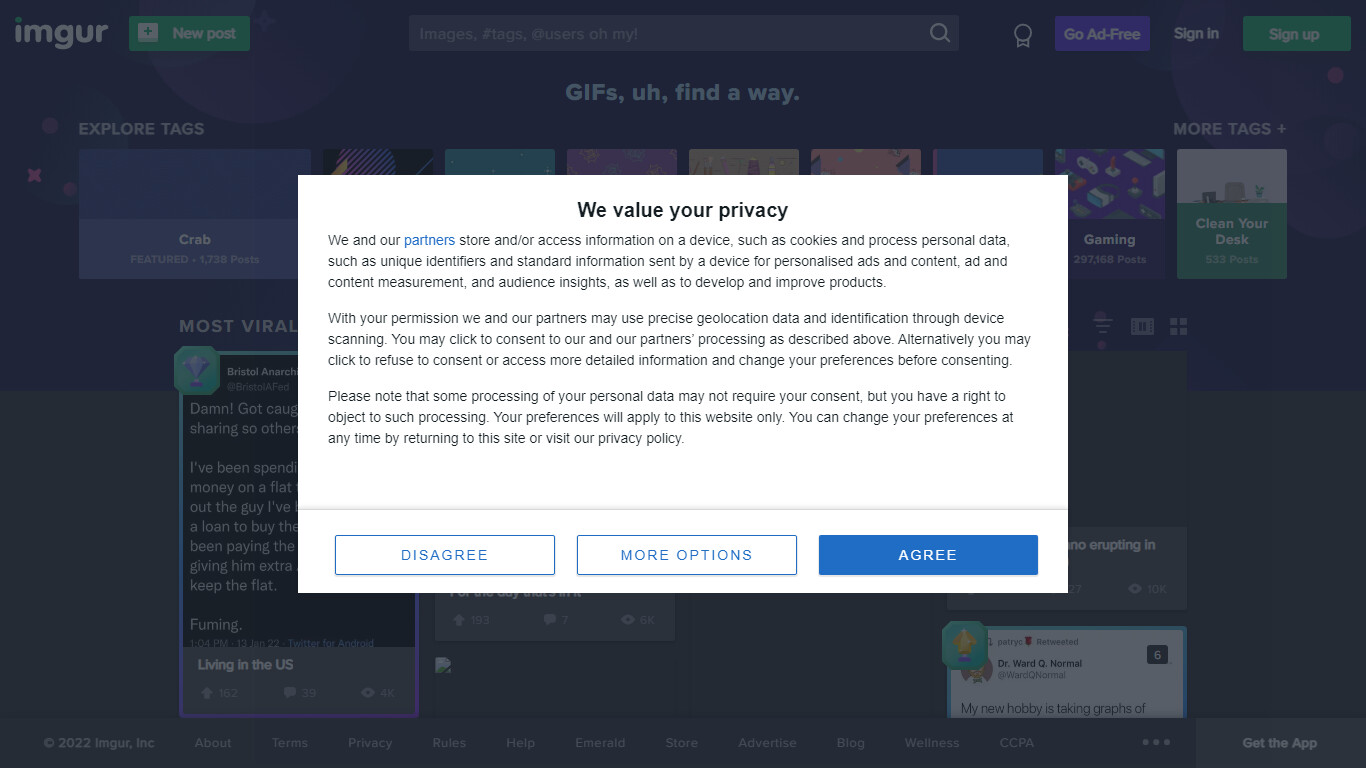 imgur
New post
Images, #tags, @users oh my!
Go Ad-Free
Sign in
Sign up
GIFs, uh, find a way.
EXPLORE TAGS
MORE TAGS +
Crab
FEATURED • 1,738 Posts
Gaming
297,168 Posts
Clean Your
Desk
533 Posts
We value your privacy
We and our partners store and/or access information on a device, such as cookies and process personal data,
such as unique identifiers and standard information sent by a device for personalised ads and content, ad and
content measurement, and audience insights, as well as to develop and improve products.
With your permission we and our partners may use precise geolocation data and identification through device
scanning. You may click to consent to our and our partners’ processing as described above. Alternatively you may
click to refuse to consent or access more detailed information and change your preferences before consenting.
Please note that some processing of your personal data may not require your consent, but you have a right to
object to such processing. Your preferences will apply to this website only. You can change your preferences at
any time by returning to this site or visit our privacy policy.
DISAGREE
MORE OPTIONS
AGREE
MOST VIRAL
Bristol Anarchi
@BristolAFed
Damn! Got caug
sharing so others
I've been spendi
money on a flat
out the guy I've
a loan to buy the
been paying the
giving him extra
keep the flat.
Fuming.
1:04 PM · 13 Jan 22 · Twitter for Android
Living in the US
162
39
4K
For the day that's in it
193
7
6K
no erupting in
27
10K
patryc Retweeted
Dr. Ward Q. Normal
@WardQNormal
6
My new hobby is taking graphs of
© 2022 Imgur, Inc
About
Terms
Privacy
Rules
Help
Emerald
Store
Advertise
Blog
Wellness
CCPA
Get the App